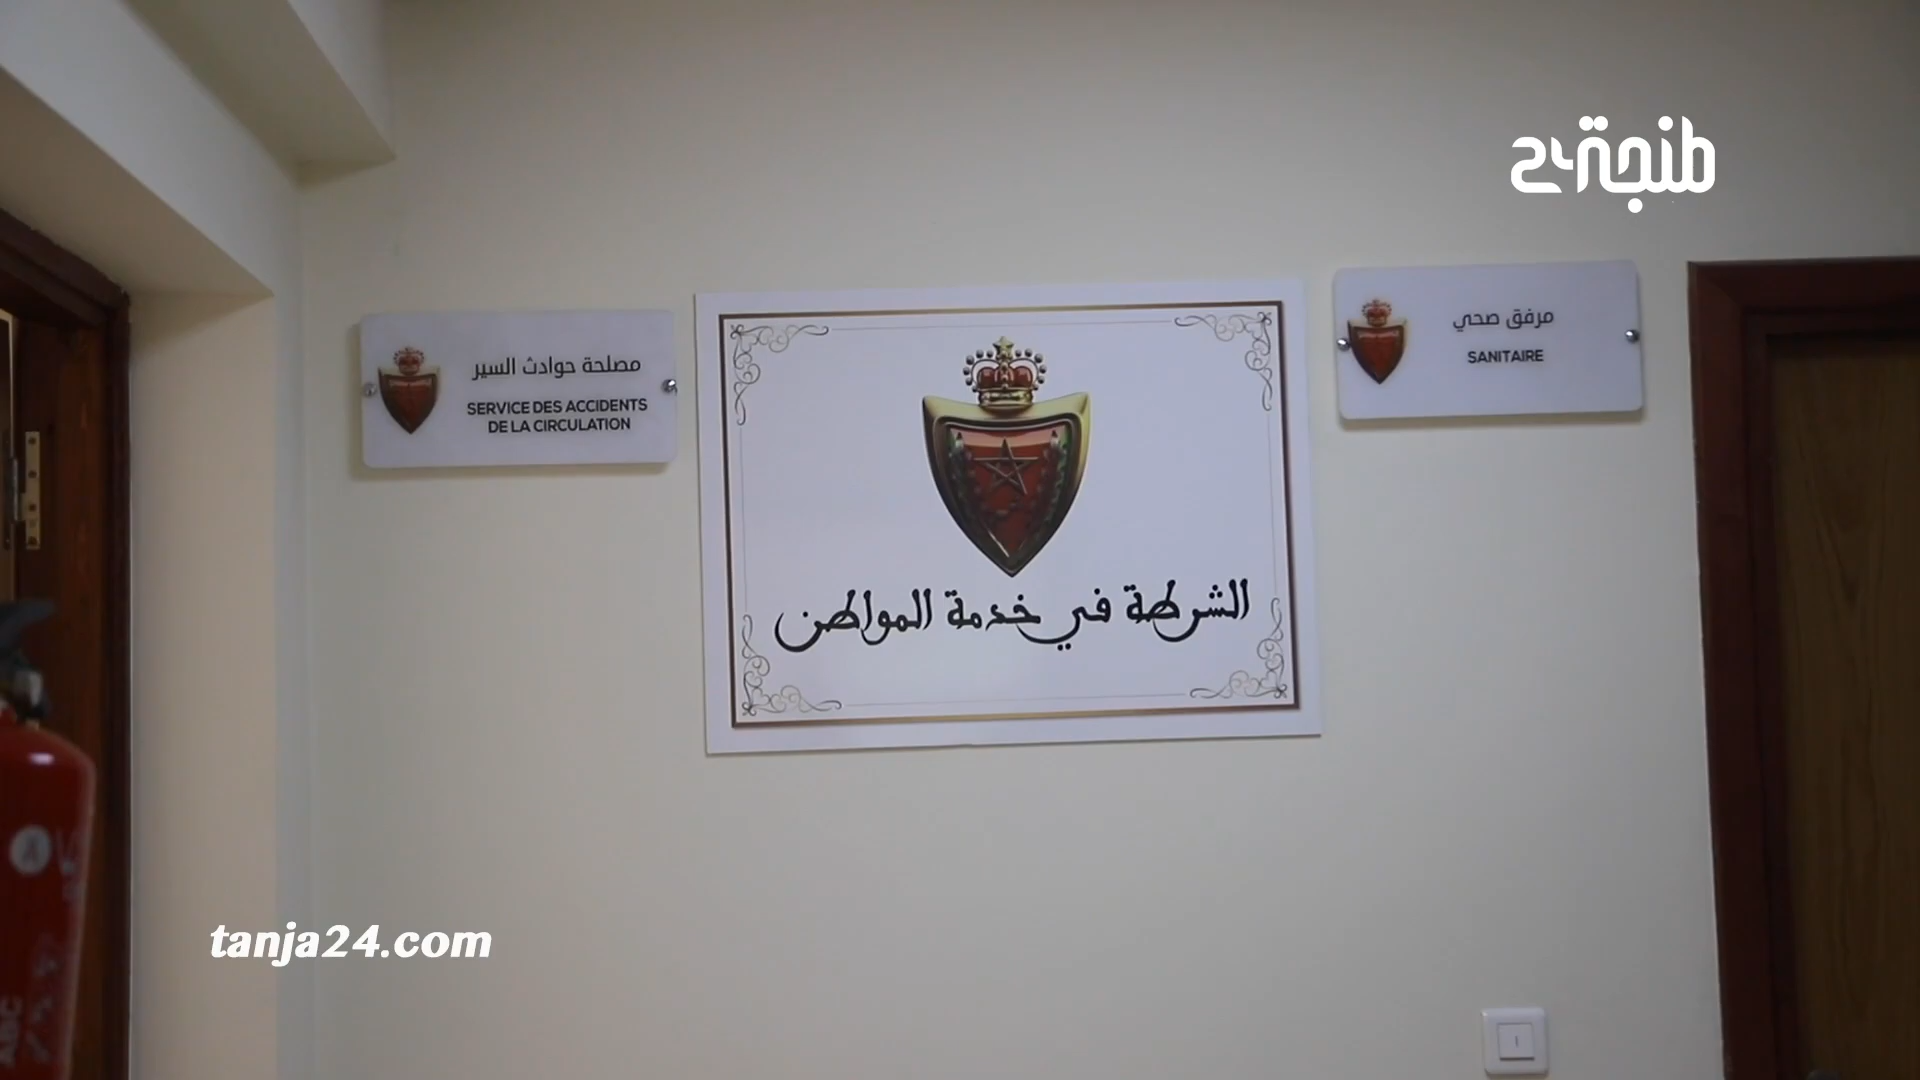 طنجة24
مصلحة حوادث السير
SERVICE DES ACCIDENTS
DE LA CIRCULATION
الشرطة في خدمة المواطن
مرفق صحي
SANITAIRE
tanja24.com
ABC